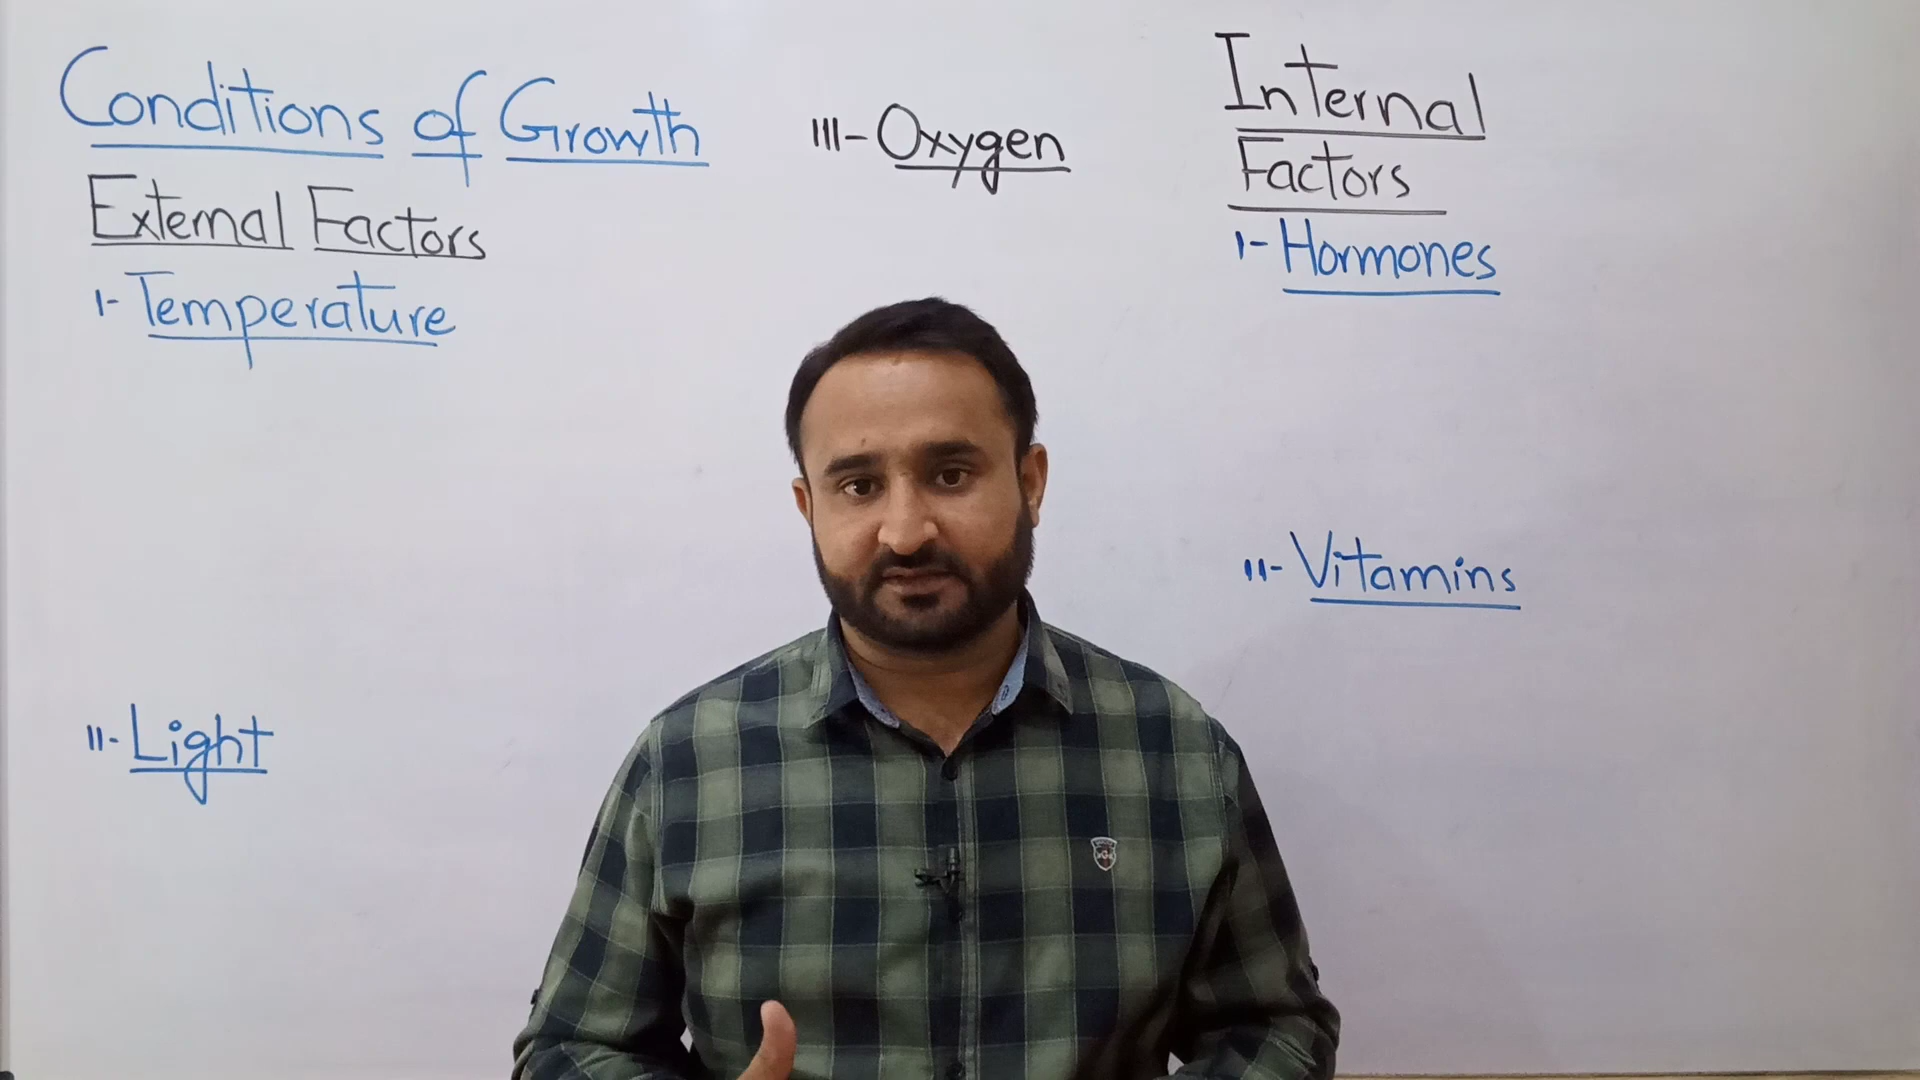 Conditions of Growth
External Factors
I- Temperature
II- Light
III- Oxygen
Internal
Factors
I- Hormones
II- Vitamins